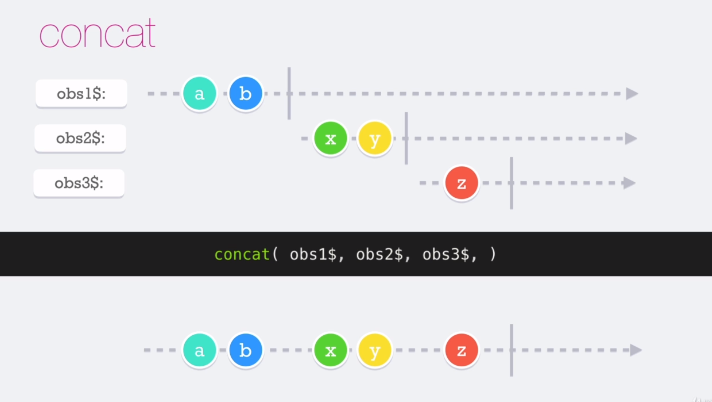 concat
obs1$:
a b
obs2$:
x y
obs3$:
z
concat( obs1$, obs2$, obs3$, )
a b x y z